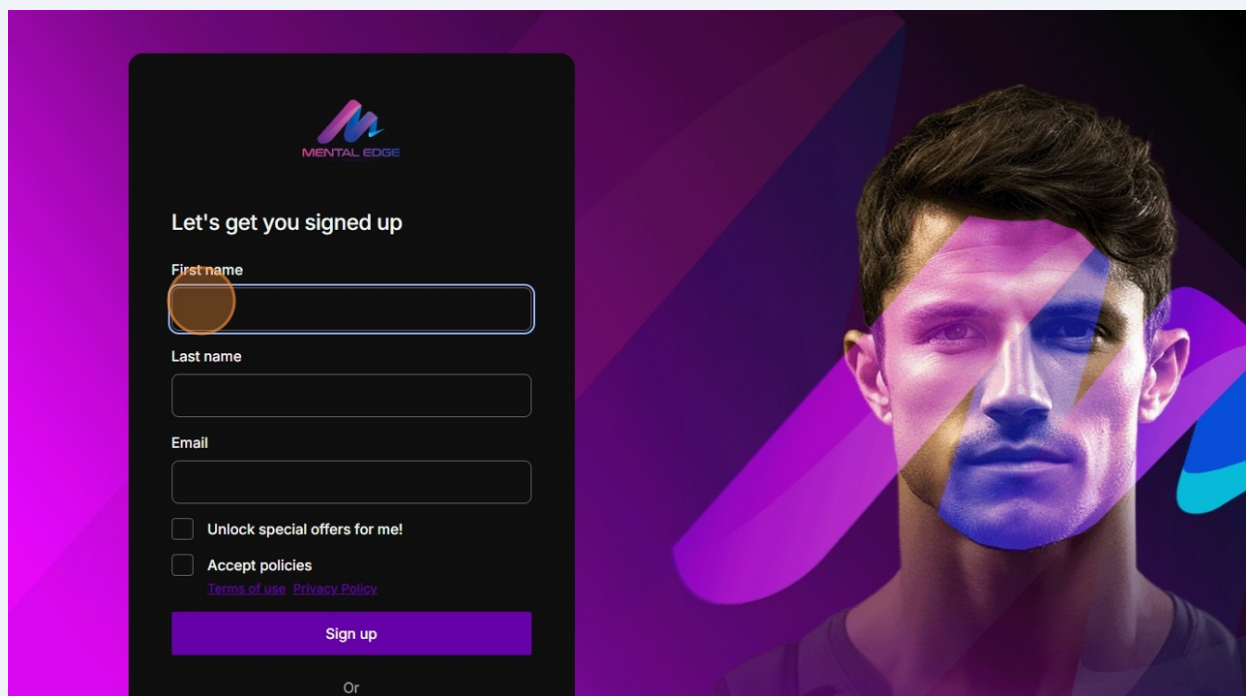 MENTAL EDGE
Let's get you signed up
First name
Last name
Email
Unlock special offers for me!
Accept policies
Terms of use Privacy Policy
Sign up
Or